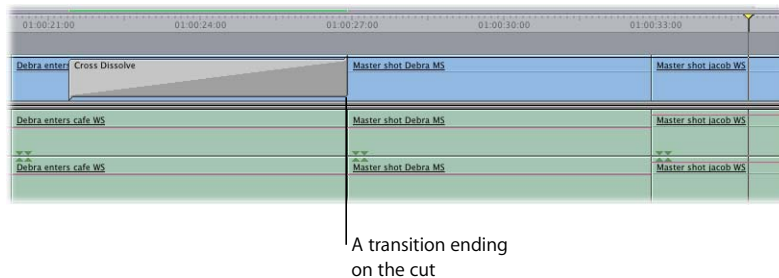 01:00:21:00 01:00:24:00 01:00:27:00 01:00:30:00 01:00:33:00
Debra enters Cross Dissolve Master shot Debra MS Master shot jacob WS
Debra enters cafe WS Master shot Debra MS Master shot jacob WS
Debra enters cafe WS Master shot Debra MS Master shot jacob WS
A transition ending
on the cut